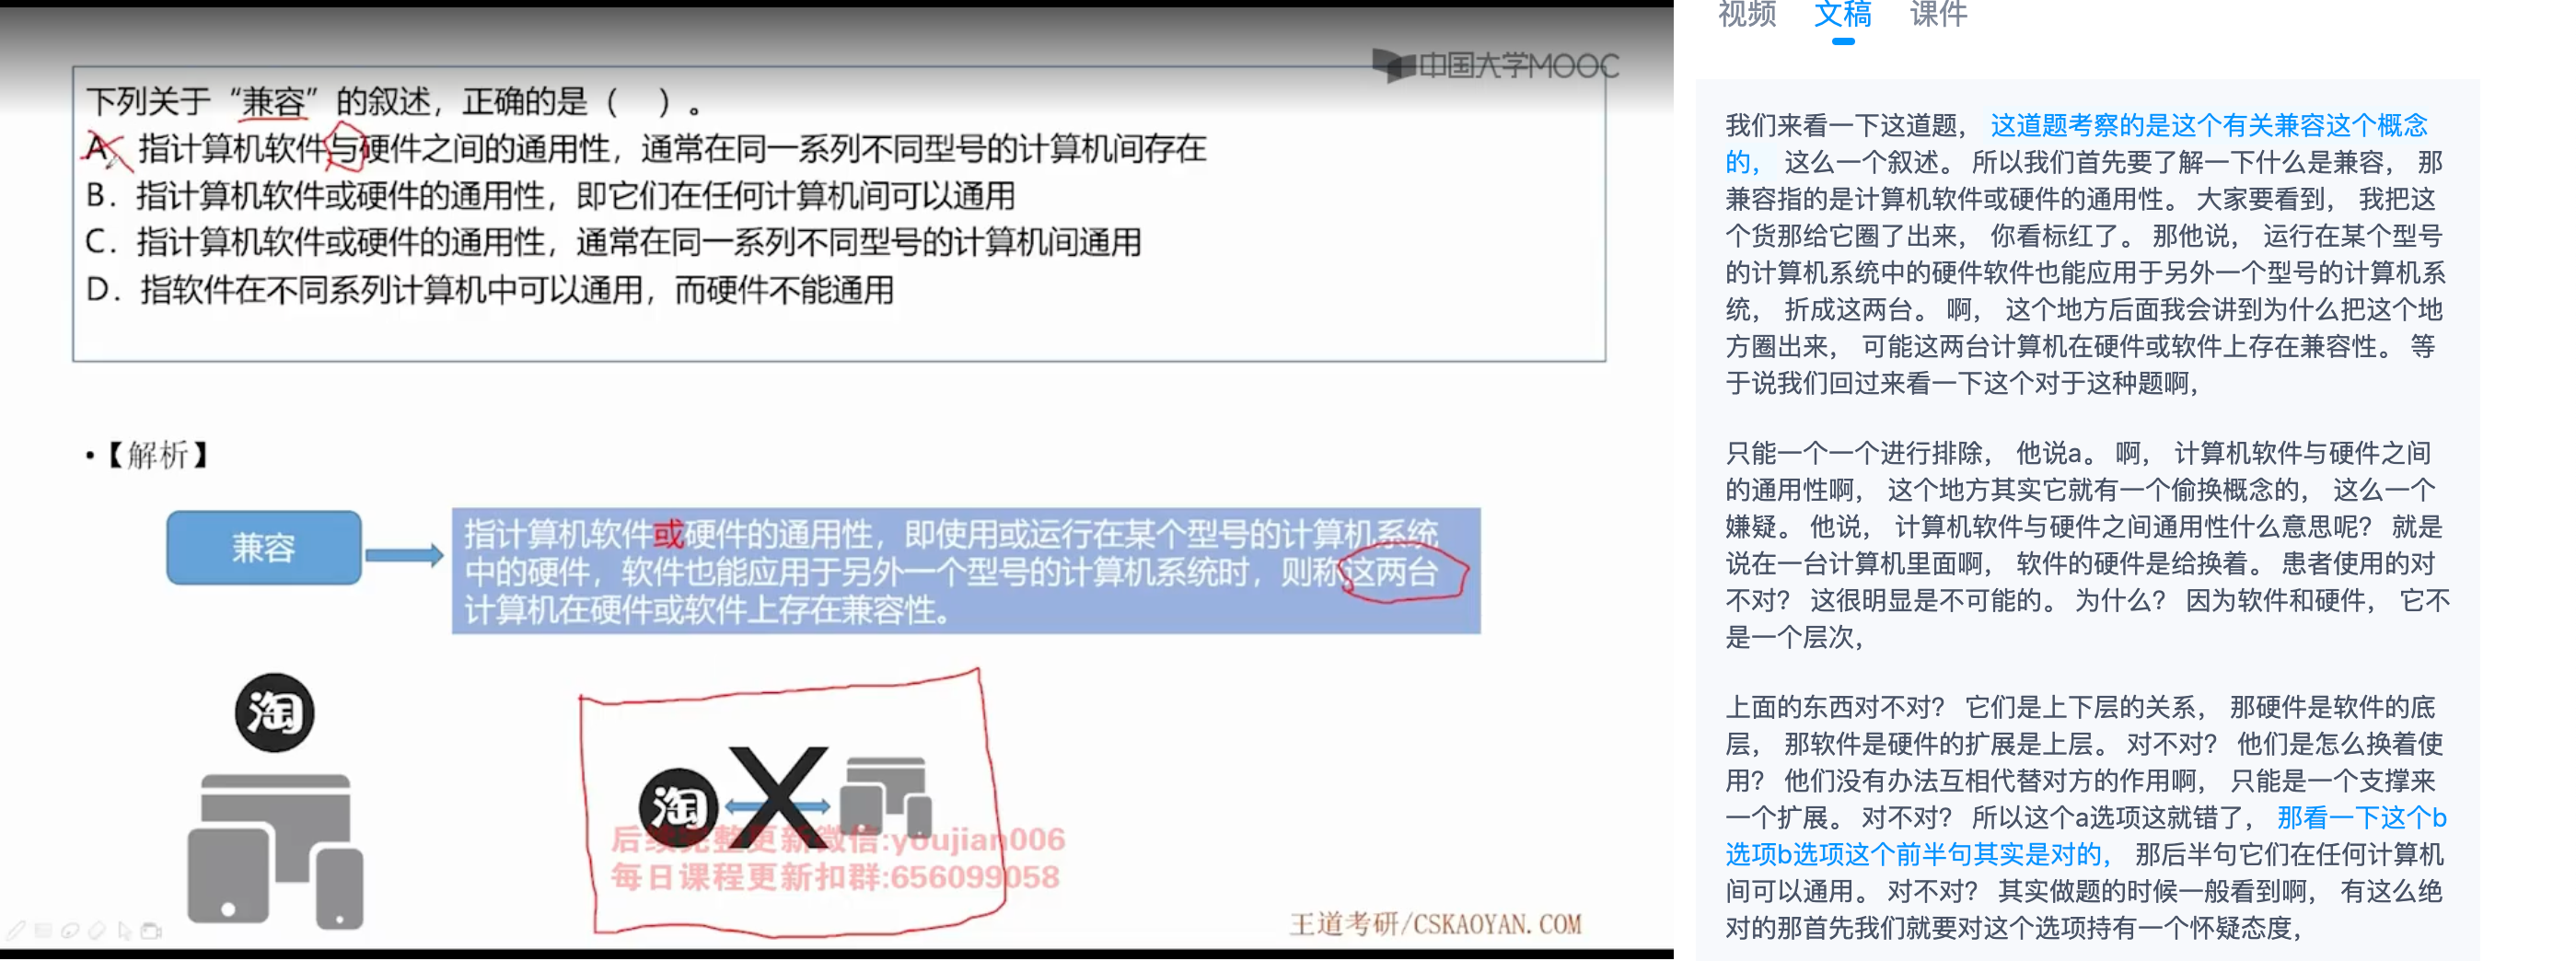 中国大学MOOC
下列关于“兼容”的叙述，正确的是（　）。
A. 指计算机软件与硬件之间的通用性，通常在同一系列不同型号的计算机间存在
B. 指计算机软件或硬件的通用性，即它们在任何计算机间可以通用
C. 指计算机软件或硬件的通用性，通常在同一系列不同型号的计算机间通用
D. 指软件在不同系列计算机中可以通用，而硬件不能通用
•【解析】
兼容
指计算机软件或硬件的通用性，即使用或运行在某个型号的计算机系统
中的硬件，软件也能应用于另外一个型号的计算机系统时，则称这两台
计算机在硬件或软件上存在兼容性。
淘
淘
后续完整更新微信:youjian006
每日课程更新扣群:656099058
王道考研/CSKAOYAN.COM
视频 文稿 课件
我们来看一下这道题， 这道题考察的是这个有关兼容这个概念
的， 这么一个叙述。 所以我们首先要了解一下什么是兼容， 那
兼容指的是计算机软件或硬件的通用性。 大家要看到， 我把这
个货那给它圈了出来， 你看标红了。 那他说， 运行在某个型号
的计算机系统中的硬件软件也能应用于另外一个型号的计算机系
统， 折成这两台。 啊， 这个地方后面我会讲到为什么把这个地
方圈出来， 可能这两台计算机在硬件或软件上存在兼容性。 等
于说我们回过来看一下这个对于这种题啊，
只能一个一个进行排除， 他说a。 啊， 计算机软件与硬件之间
的通用性啊， 这个地方其实它就有一个偷换概念的， 这么一个
嫌疑。 他说， 计算机软件与硬件之间通用性什么意思呢？ 就是
说在一台计算机里面啊， 软件的硬件是给换着。 患者使用的对
不对？ 这很明显是不可能的。 为什么？ 因为软件和硬件， 它不
是一个层次，
上面的东西对不对？ 它们是上下层的关系， 那硬件是软件的底
层， 那软件是硬件的扩展是上层。 对不对？ 他们是怎么换着使
用？ 他们没有办法互相代替对方的作用啊， 只能是一个支撑来
一个扩展。 对不对？ 所以这个a选项这就错了， 那看一下这个b
选项b选项这个前半句其实是对的， 那后半句它们在任何计算机
间可以通用。 对不对？ 其实做题的时候一般看到啊， 有这么绝
对的那首先我们就要对这个选项持有一个怀疑态度，